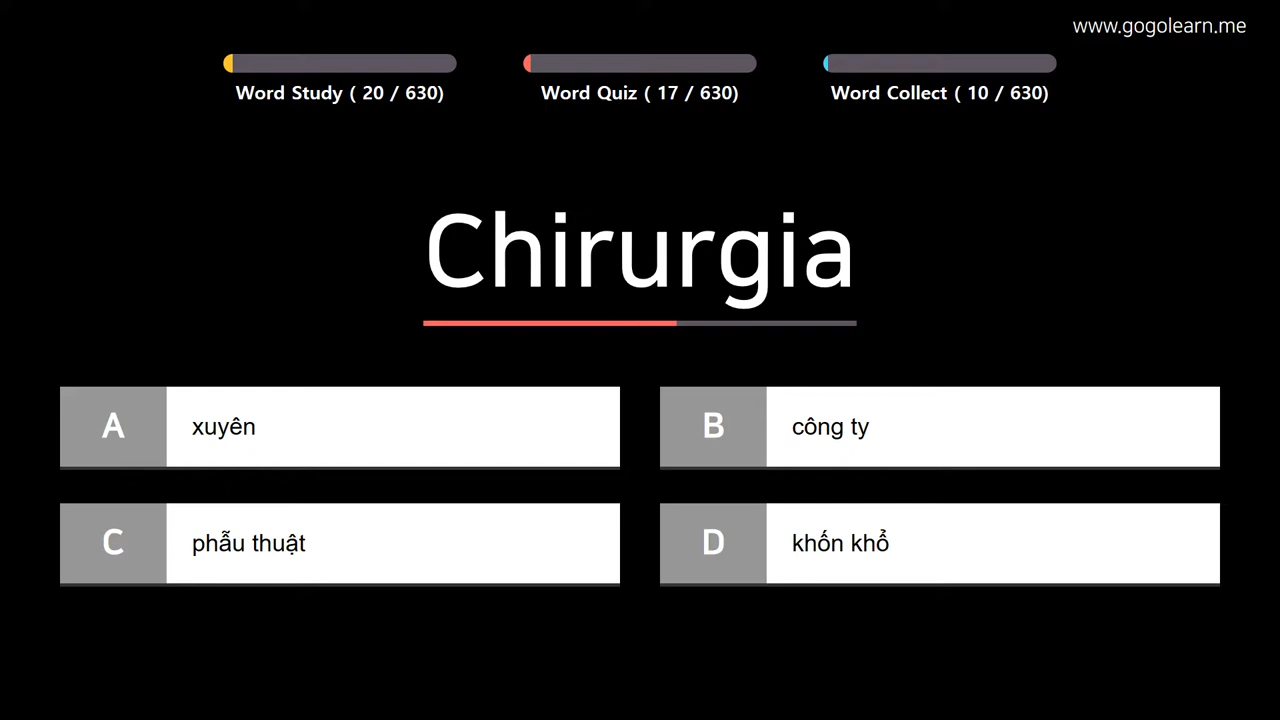 www.gogolearn.me
Word Study ( 20 / 630)
Word Quiz ( 17 / 630)
Word Collect ( 10 / 630)
Chirurgia
A xuyên
B công ty
C phẫu thuật
D khốn khổ